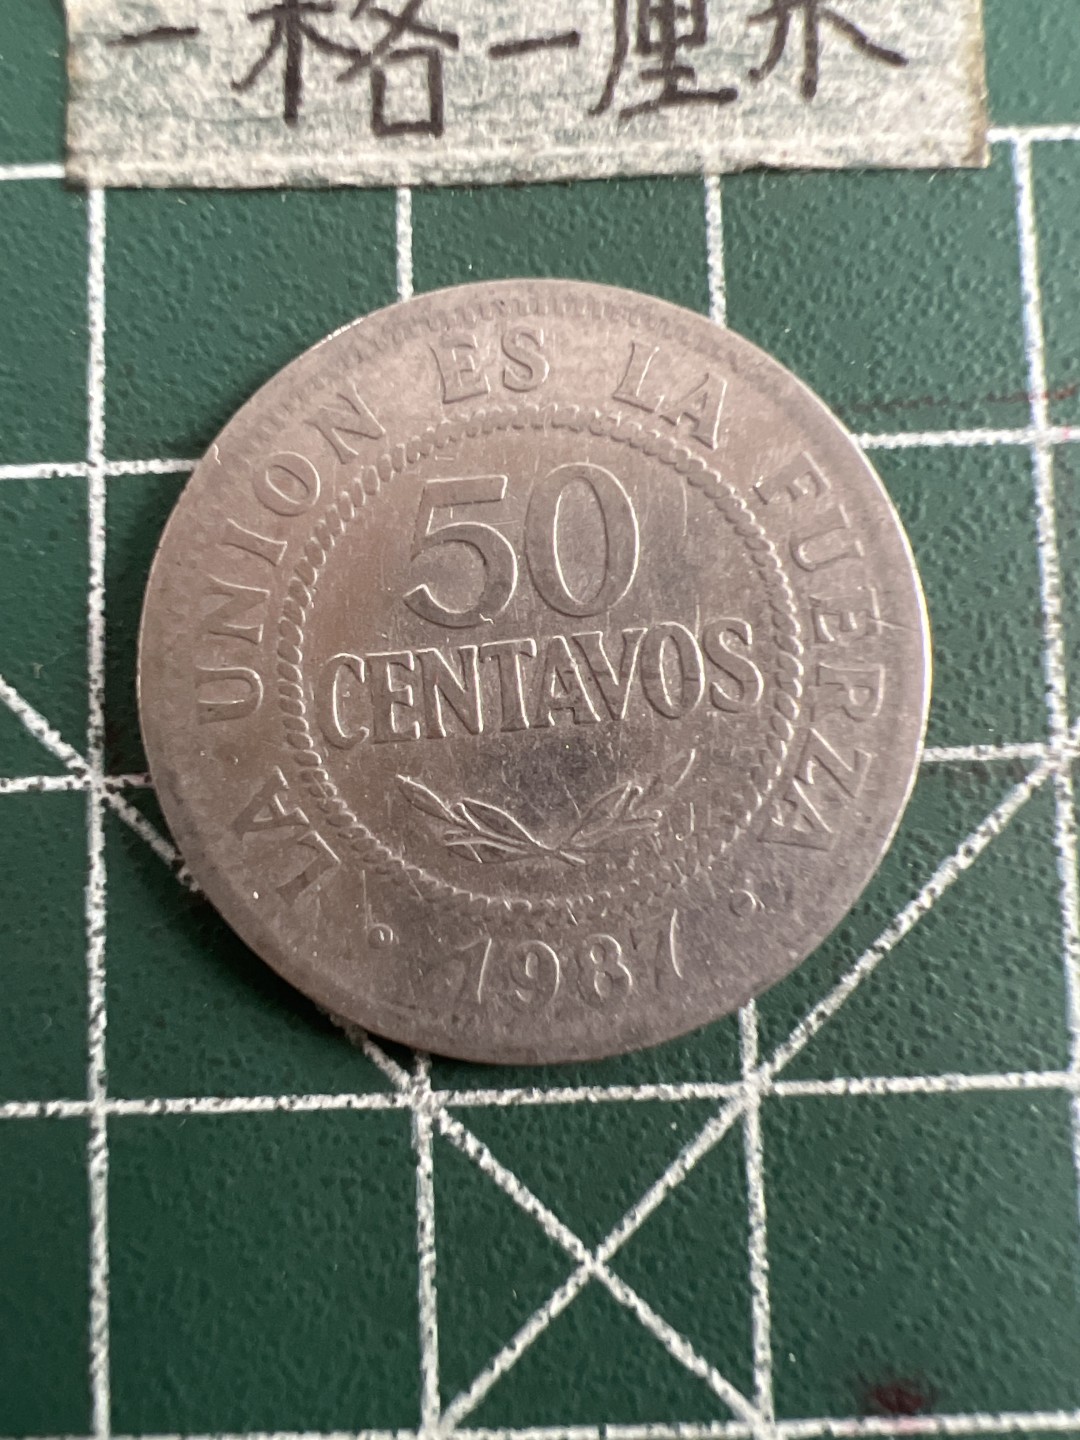 一格一厘米
LA UNION ES LA FUERZA
50
CENTAVOS
1987